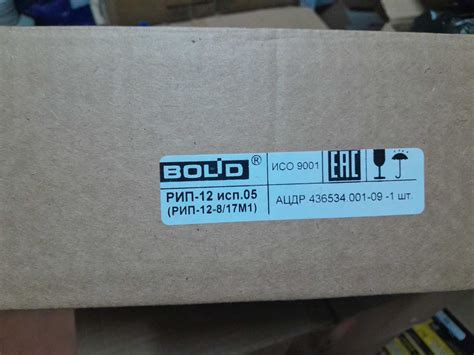 BOLID ® ИСО 9001 EAC
РИП-12 исп.05
(РИП-12-8/17М1)
АЦДР 436534 001-09 -1 шт.